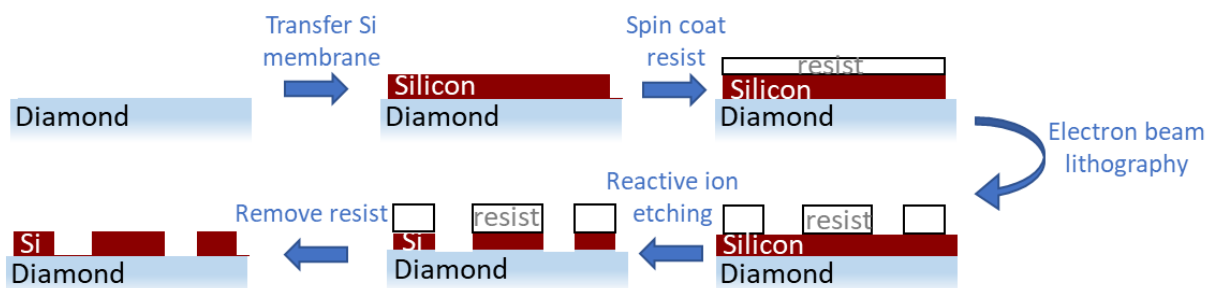 Transfer Si
membrane
Spin coat
resist
resist
Silicon
Silicon
Diamond
Diamond
Diamond
Electron beam
lithography
Reactive ion
etching
Remove resist
resist
resist
Si
Si
Silicon
Diamond
Diamond
Diamond